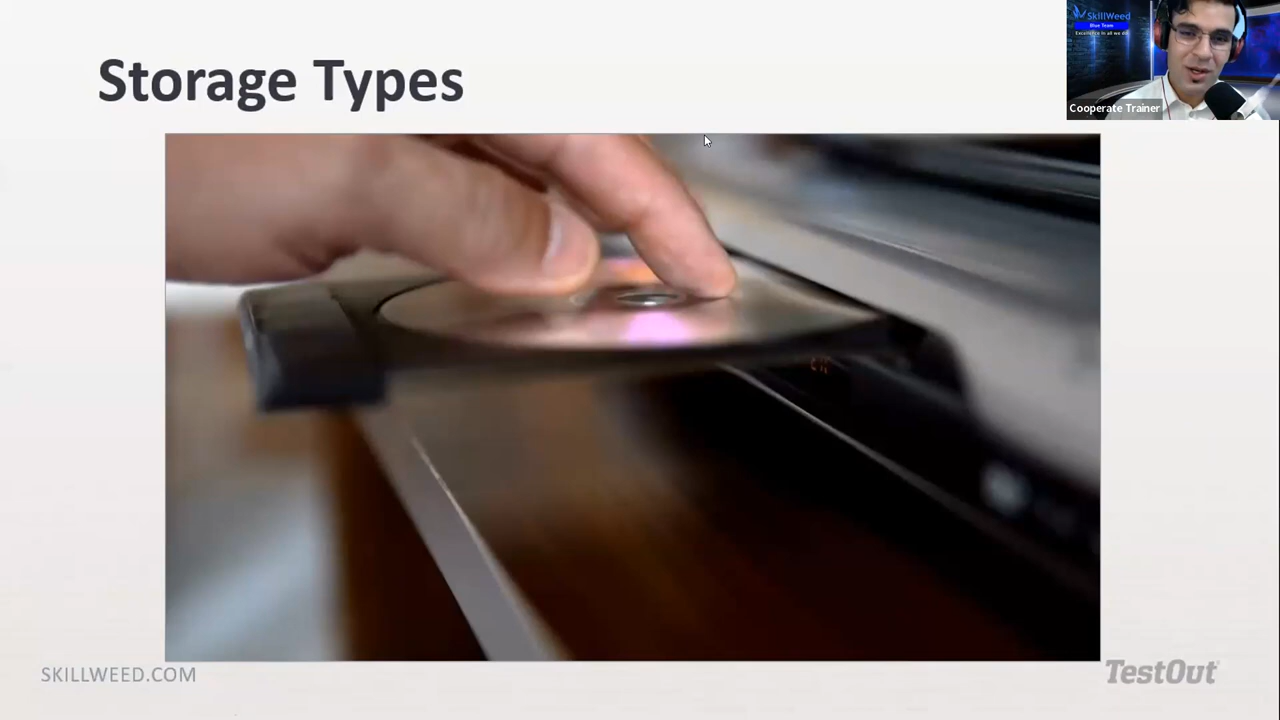 Storage Types
SkillWeed
Blue Team
Excellence in all we do
Cooperate Trainer
SKILLWEED.COM
TestOut